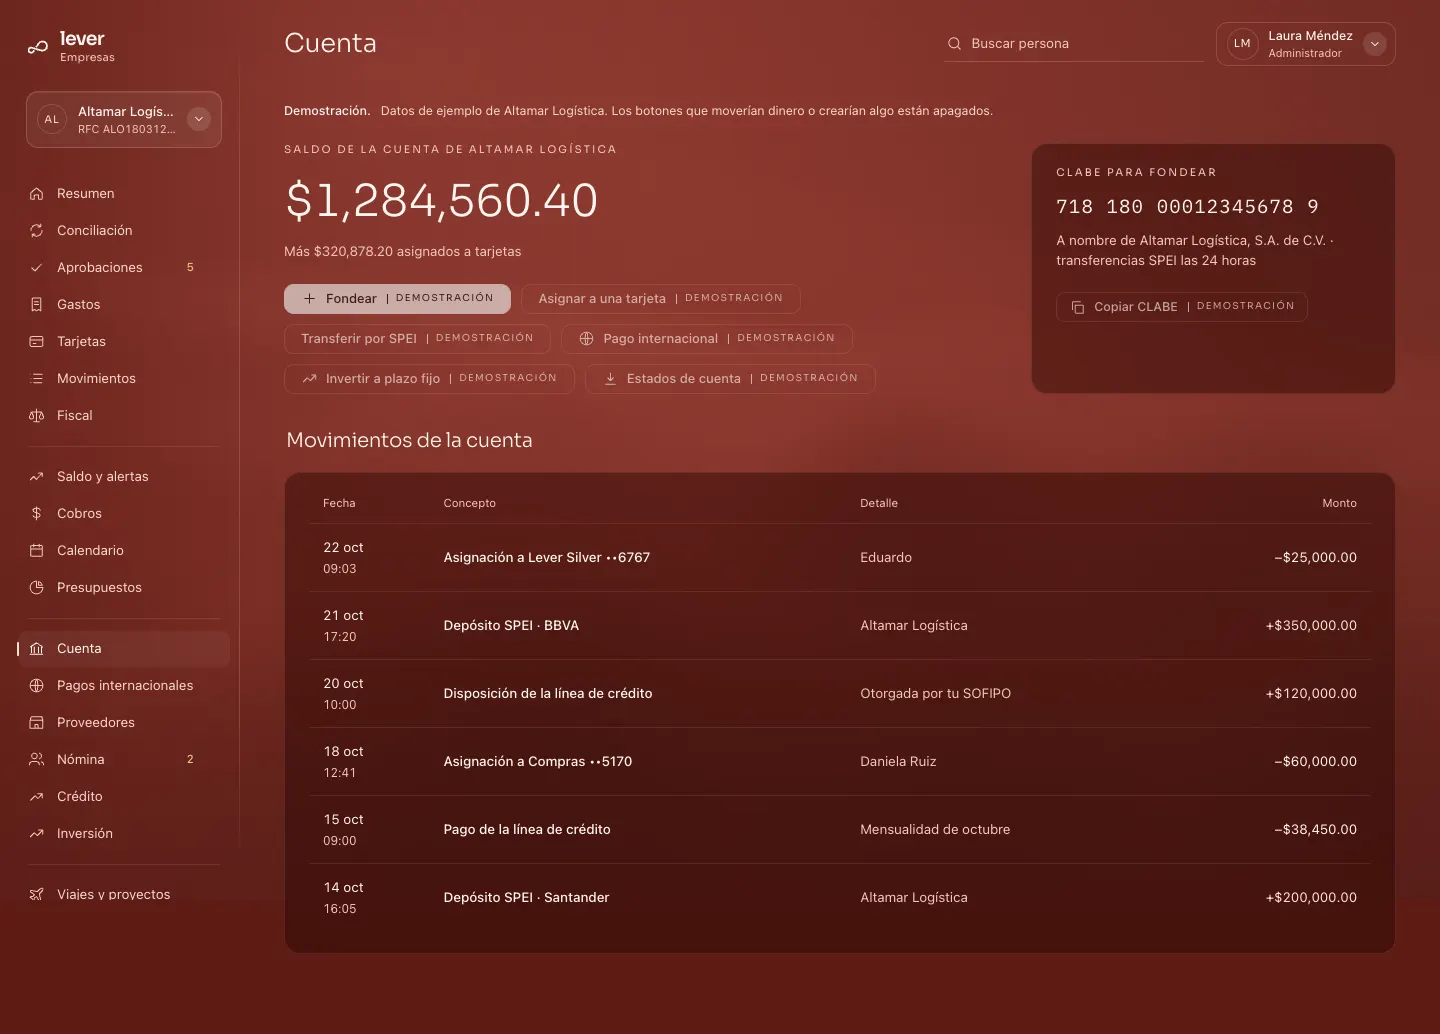 lever
Empresas
AL
Altamar Logís...
RFC ALO180312...
Resumen
Conciliación
Aprobaciones 5
Gastos
Tarjetas
Movimientos
Fiscal
Saldo y alertas
Cobros
Calendario
Presupuestos
Cuenta
Pagos internacionales
Proveedores
Nómina 2
Crédito
Inversión
Viajes y proyectos
Cuenta
Buscar persona
LM
Laura Méndez
Administrador
Demostración. Datos de ejemplo de Altamar Logística. Los botones que moverían dinero o crearían algo están apagados.
SALDO DE LA CUENTA DE ALTAMAR LOGÍSTICA
$1,284,560.40
Más $320,878.20 asignados a tarjetas
Fondear | DEMOSTRACIÓN
Asignar a una tarjeta | DEMOSTRACIÓN
Transferir por SPEI | DEMOSTRACIÓN
Pago internacional | DEMOSTRACIÓN
Invertir a plazo fijo | DEMOSTRACIÓN
Estados de cuenta | DEMOSTRACIÓN
CLABE PARA FONDEAR
718 180 00012345678 9
A nombre de Altamar Logística, S.A. de C.V. ·
transferencias SPEI las 24 horas
Copiar CLABE | DEMOSTRACIÓN
Movimientos de la cuenta
Fecha Concepto Detalle Monto
22 oct
09:03
Asignación a Lever Silver ··6767 Eduardo −$25,000.00
21 oct
17:20
Depósito SPEI · BBVA Altamar Logística +$350,000.00
20 oct
10:00
Disposición de la línea de crédito Otorgada por tu SOFIPO +$120,000.00
18 oct
12:41
Asignación a Compras ··5170 Daniela Ruiz −$60,000.00
15 oct
09:00
Pago de la línea de crédito Mensualidad de octubre −$38,450.00
14 oct
16:05
Depósito SPEI · Santander Altamar Logística +$200,000.00